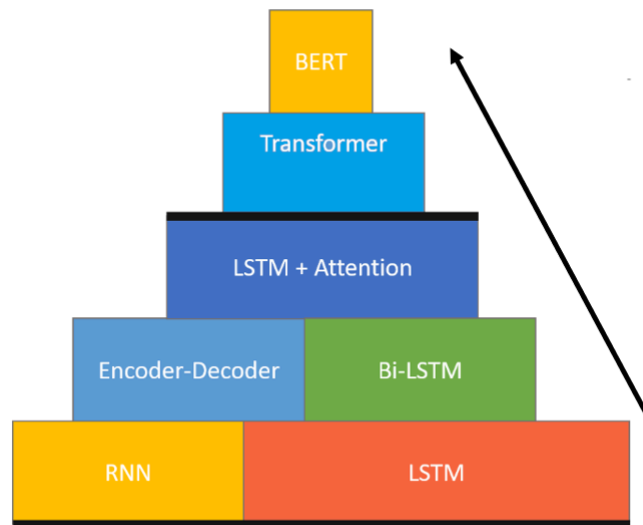 BERT
Transformer
LSTM + Attention
Encoder-Decoder
Bi-LSTM
RNN
LSTM